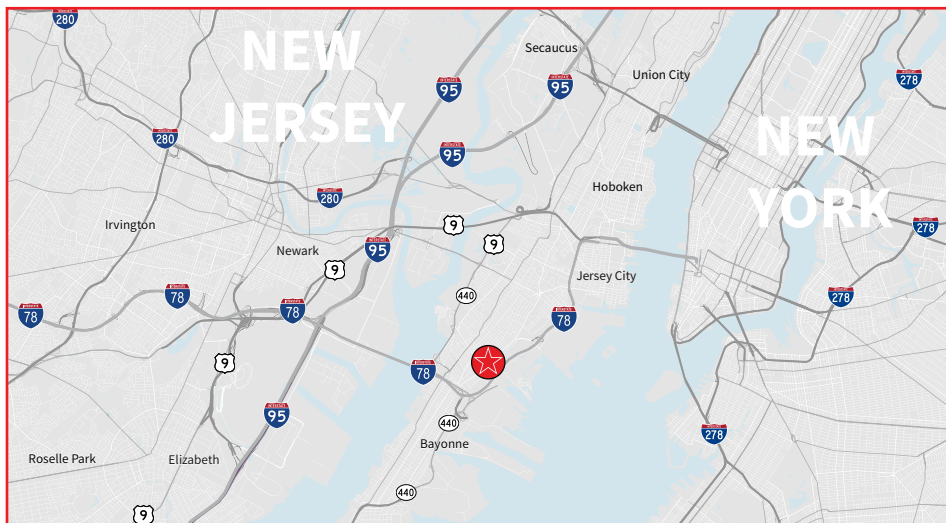 280
NEW
JERSEY
Secaucus
Union City
95
95
278
NEW
YORK
280
95
280
Hoboken
Irvington
9
278
Newark
95
9
9
Jersey City
78
78
440
278
78
78
9
78
95
440
278
Bayonne
Roselle Park
Elizabeth
440
9